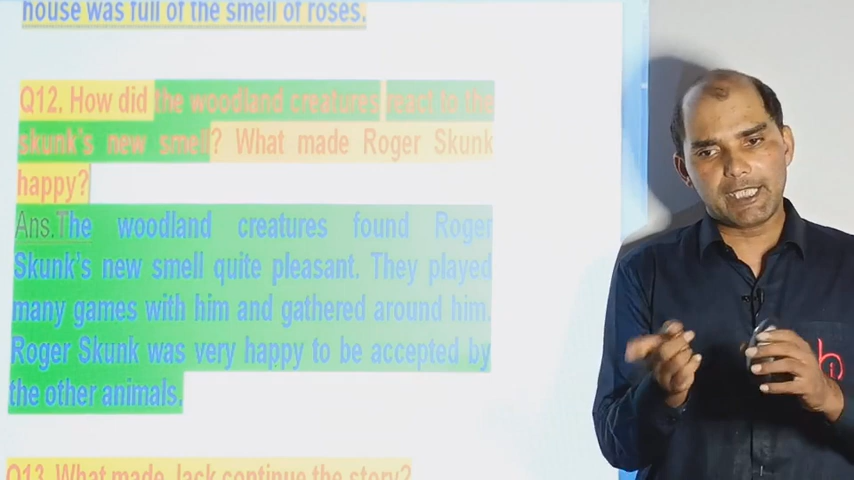 house was full of the smell of roses.
Q12. How did the woodland creatures react to the
skunk's new smell? What made Roger Skunk
happy?
Ans.The woodland creatures found Roger
Skunk's new smell quite pleasant. They played
many games with him and gathered around him.
Roger Skunk was very happy to be accepted by
the other animals.
Q13. What made Jack continue the story?